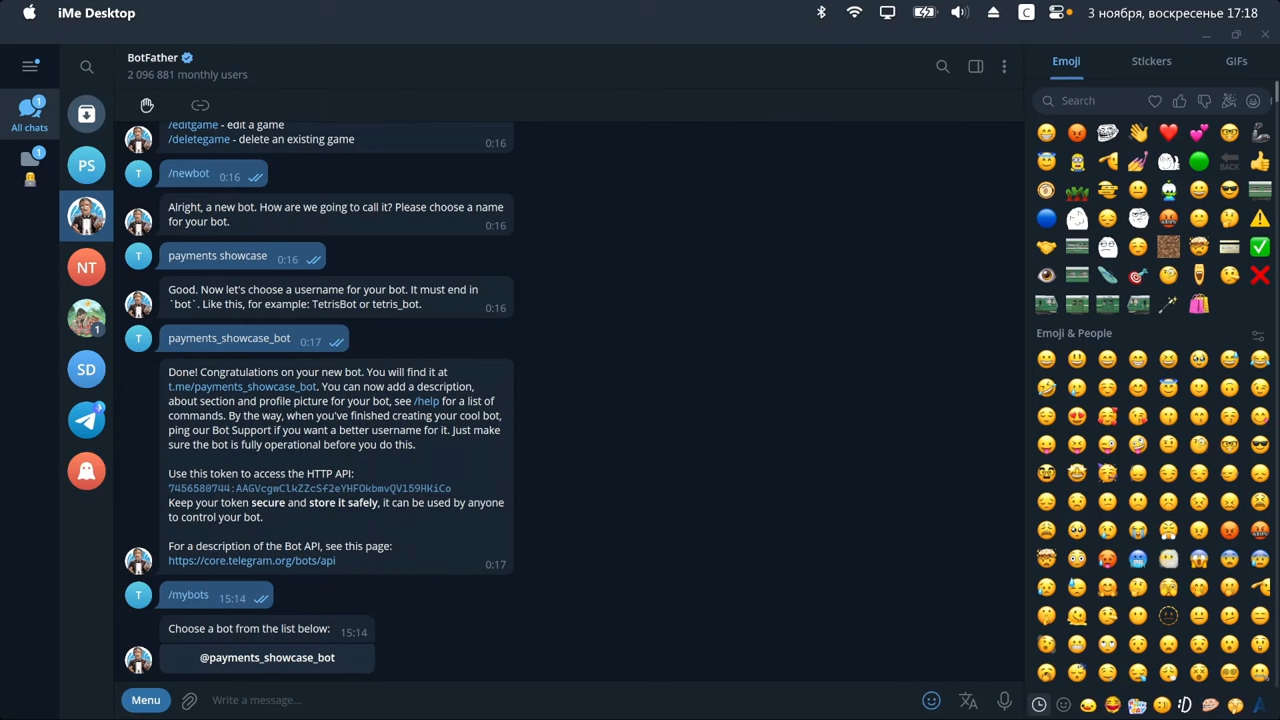 iMe Desktop
C
3 ноября, воскресенье 17:18
BotFather
2 096 881 monthly users
Emoji
Stickers
GIFs
1
All chats
Search
/editgame - edit a game
/deletegame - delete an existing game
0:16
1
PS
/newbot
0:16
BACK
Alright, a new bot. How are we going to call it? Please choose a name
for your bot.
0:16
payments showcase
0:16
NT
Good. Now let's choose a username for your bot. It must end in
`bot`. Like this, for example: TetrisBot or tetris_bot.
0:16
1
payments_showcase_bot
0:17
Emoji & People
SD
Done! Congratulations on your new bot. You will find it at
t.me/payments_showcase_bot. You can now add a description,
about section and profile picture for your bot, see /help for a list of
commands. By the way, when you've finished creating your cool bot,
ping our Bot Support if you want a better username for it. Just make
sure the bot is fully operational before you do this.
Use this token to access the HTTP API:
7456580744:AAGVcgwClkZZcSf2eYHFOkbmvQV159HKiCo
Keep your token secure and store it safely, it can be used by anyone
to control your bot.
For a description of the Bot API, see this page:
https://core.telegram.org/bots/api
0:17
T
/mybots
15:14
Choose a bot from the list below:
15:14
@payments_showcase_bot
Menu
Write a message...